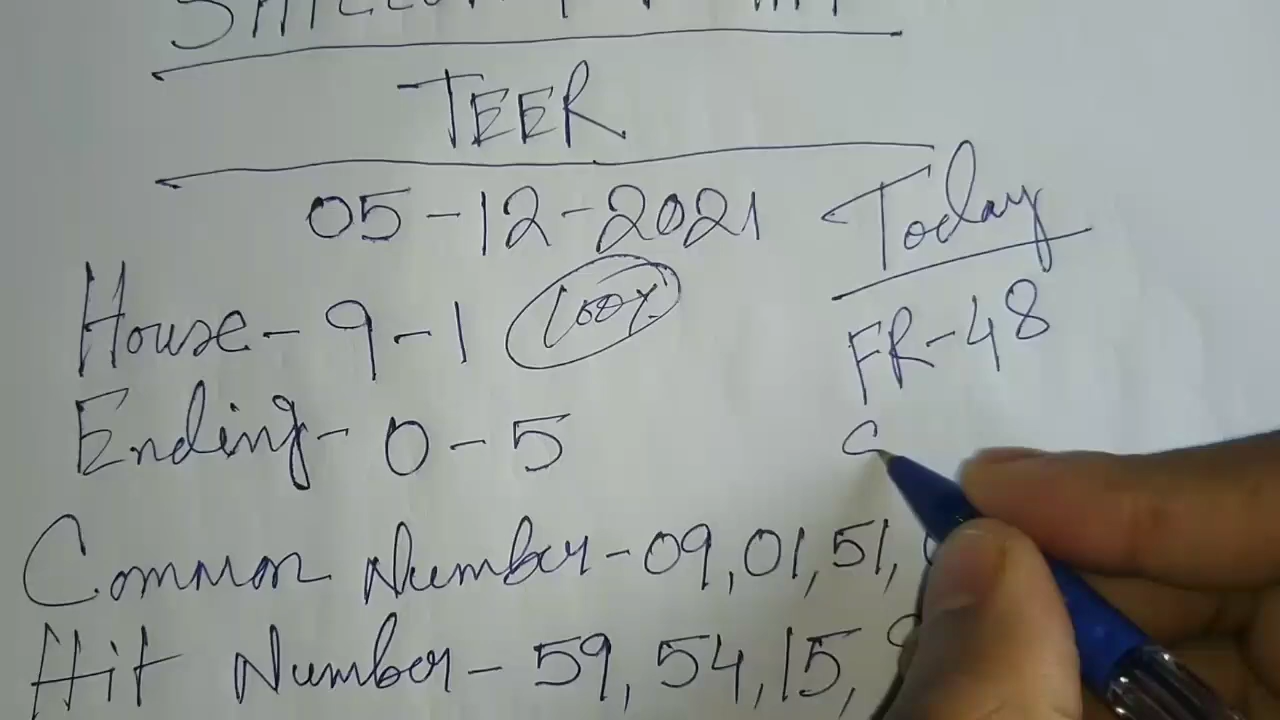 TEER
05-12-2021
Today
House - 9 - 1 100%
FR-48
Ending - 0 - 5
Common Number - 09, 01, 51,
Hit Number - 59, 54, 15,